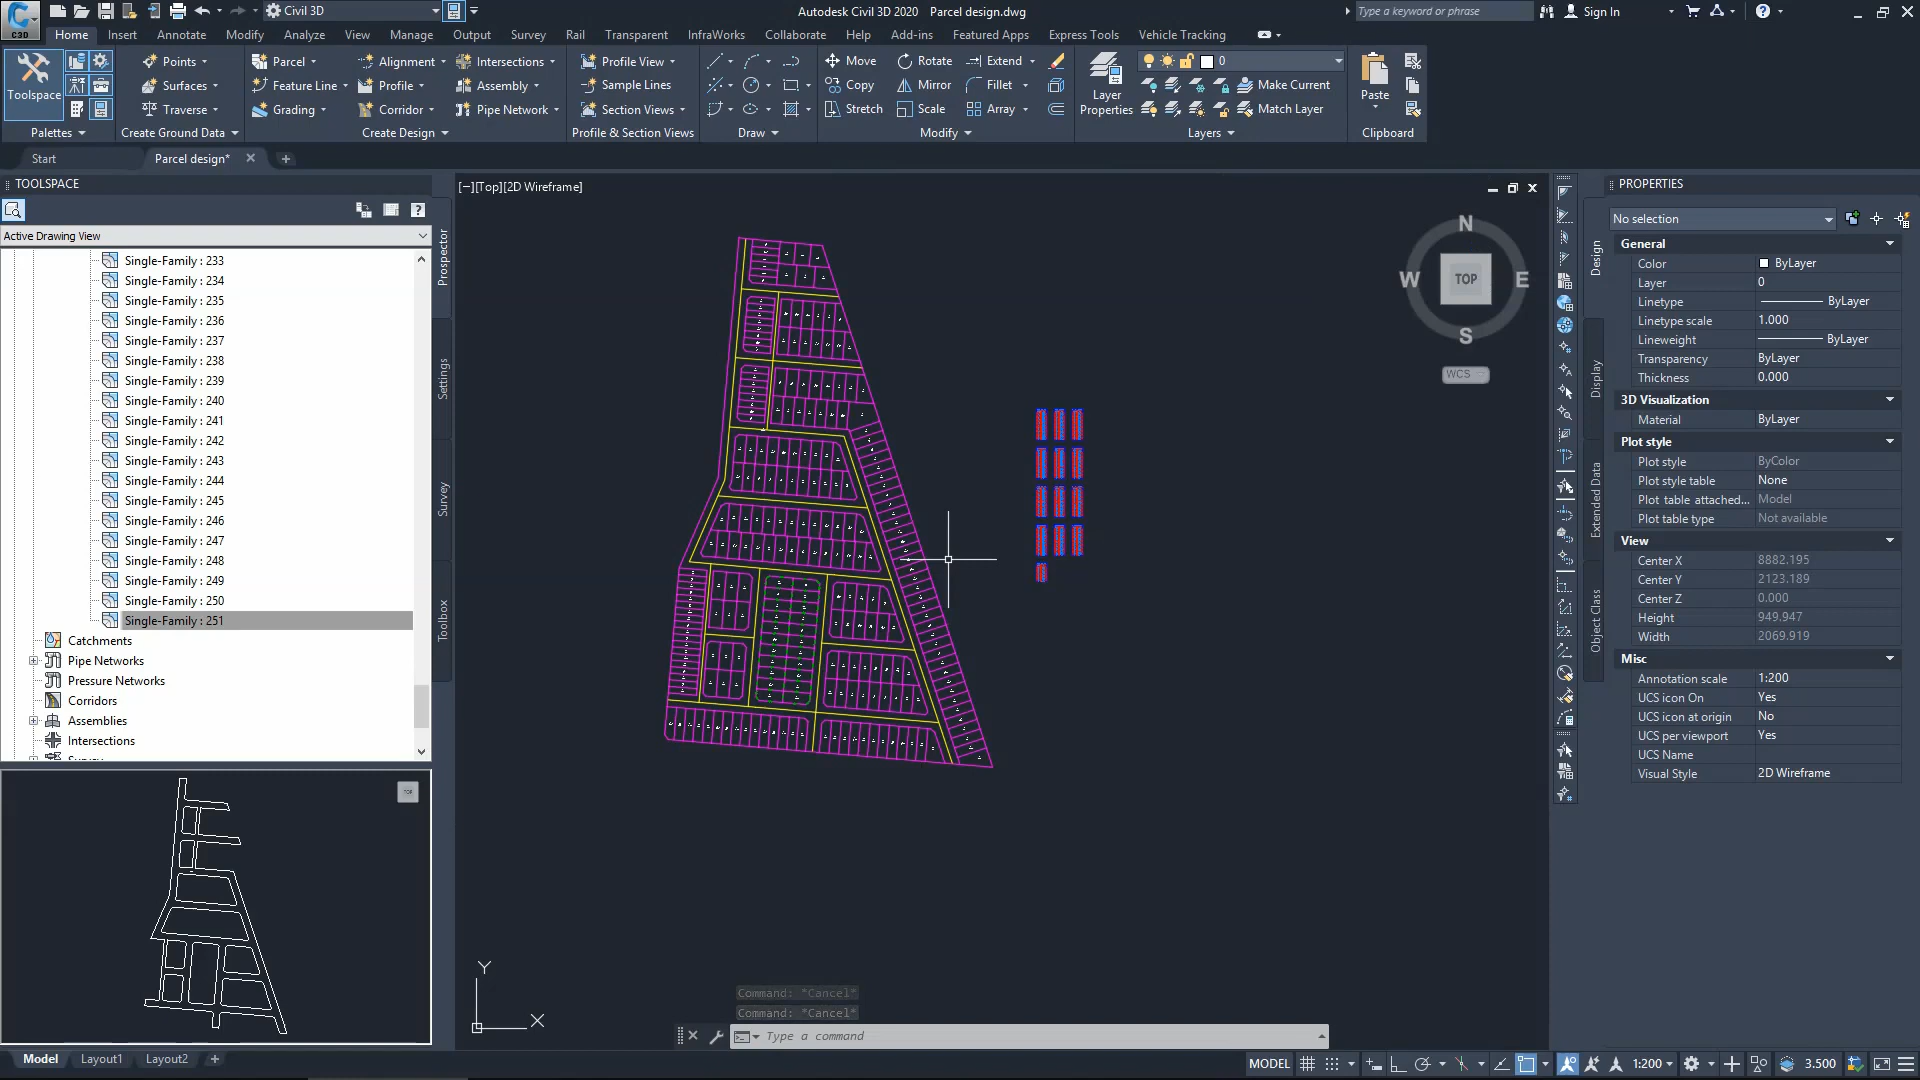 C3D
Civil 3D
Autodesk Civil 3D 2020 Parcel design.dwg
Type a keyword or phrase
Sign In
Home Insert Annotate Modify Analyze View Manage Output Survey Rail Transparent InfraWorks Collaborate Help Add-ins Featured Apps Express Tools Vehicle Tracking
Points Parcel Alignment Intersections Profile View Move Rotate Extend 0
Toolspace Surfaces Feature Line Profile Assembly Sample Lines Copy Mirror Fillet Layer Properties Make Current Paste
Traverse Grading Corridor Pipe Network Section Views Stretch Scale Array Match Layer
Palettes Create Ground Data Create Design Profile & Section Views Draw Modify Layers Clipboard
Start Parcel design*
TOOLSPACE
Active Drawing View
Single-Family : 233
Single-Family : 234
Single-Family : 235
Single-Family : 236
Single-Family : 237
Single-Family : 238
Single-Family : 239
Single-Family : 240
Single-Family : 241
Single-Family : 242
Single-Family : 243
Single-Family : 244
Single-Family : 245
Single-Family : 246
Single-Family : 247
Single-Family : 248
Single-Family : 249
Single-Family : 250
Single-Family : 251
Catchments
Pipe Networks
Pressure Networks
Corridors
Assemblies
Intersections
Prospector
Settings
Survey
Toolbox
[−][Top][2D Wireframe]
N
W TOP E
S
WCS
Y
X
Command: *Cancel*
Command: *Cancel*
Type a command
PROPERTIES
No selection
Design
Display
Extended Data
Object Class
General
Color ByLayer
Layer 0
Linetype ByLayer
Linetype scale 1.000
Lineweight ByLayer
Transparency ByLayer
Thickness 0.000
3D Visualization
Material ByLayer
Plot style
Plot style ByColor
Plot style table None
Plot table attached... Model
Plot table type Not available
View
Center X 8882.195
Center Y 2123.189
Center Z 0.000
Height 949.947
Width 2069.919
Misc
Annotation scale 1:200
UCS icon On Yes
UCS icon at origin No
UCS per viewport Yes
UCS Name
Visual Style 2D Wireframe
Model Layout1 Layout2
MODEL 1:200 3.500